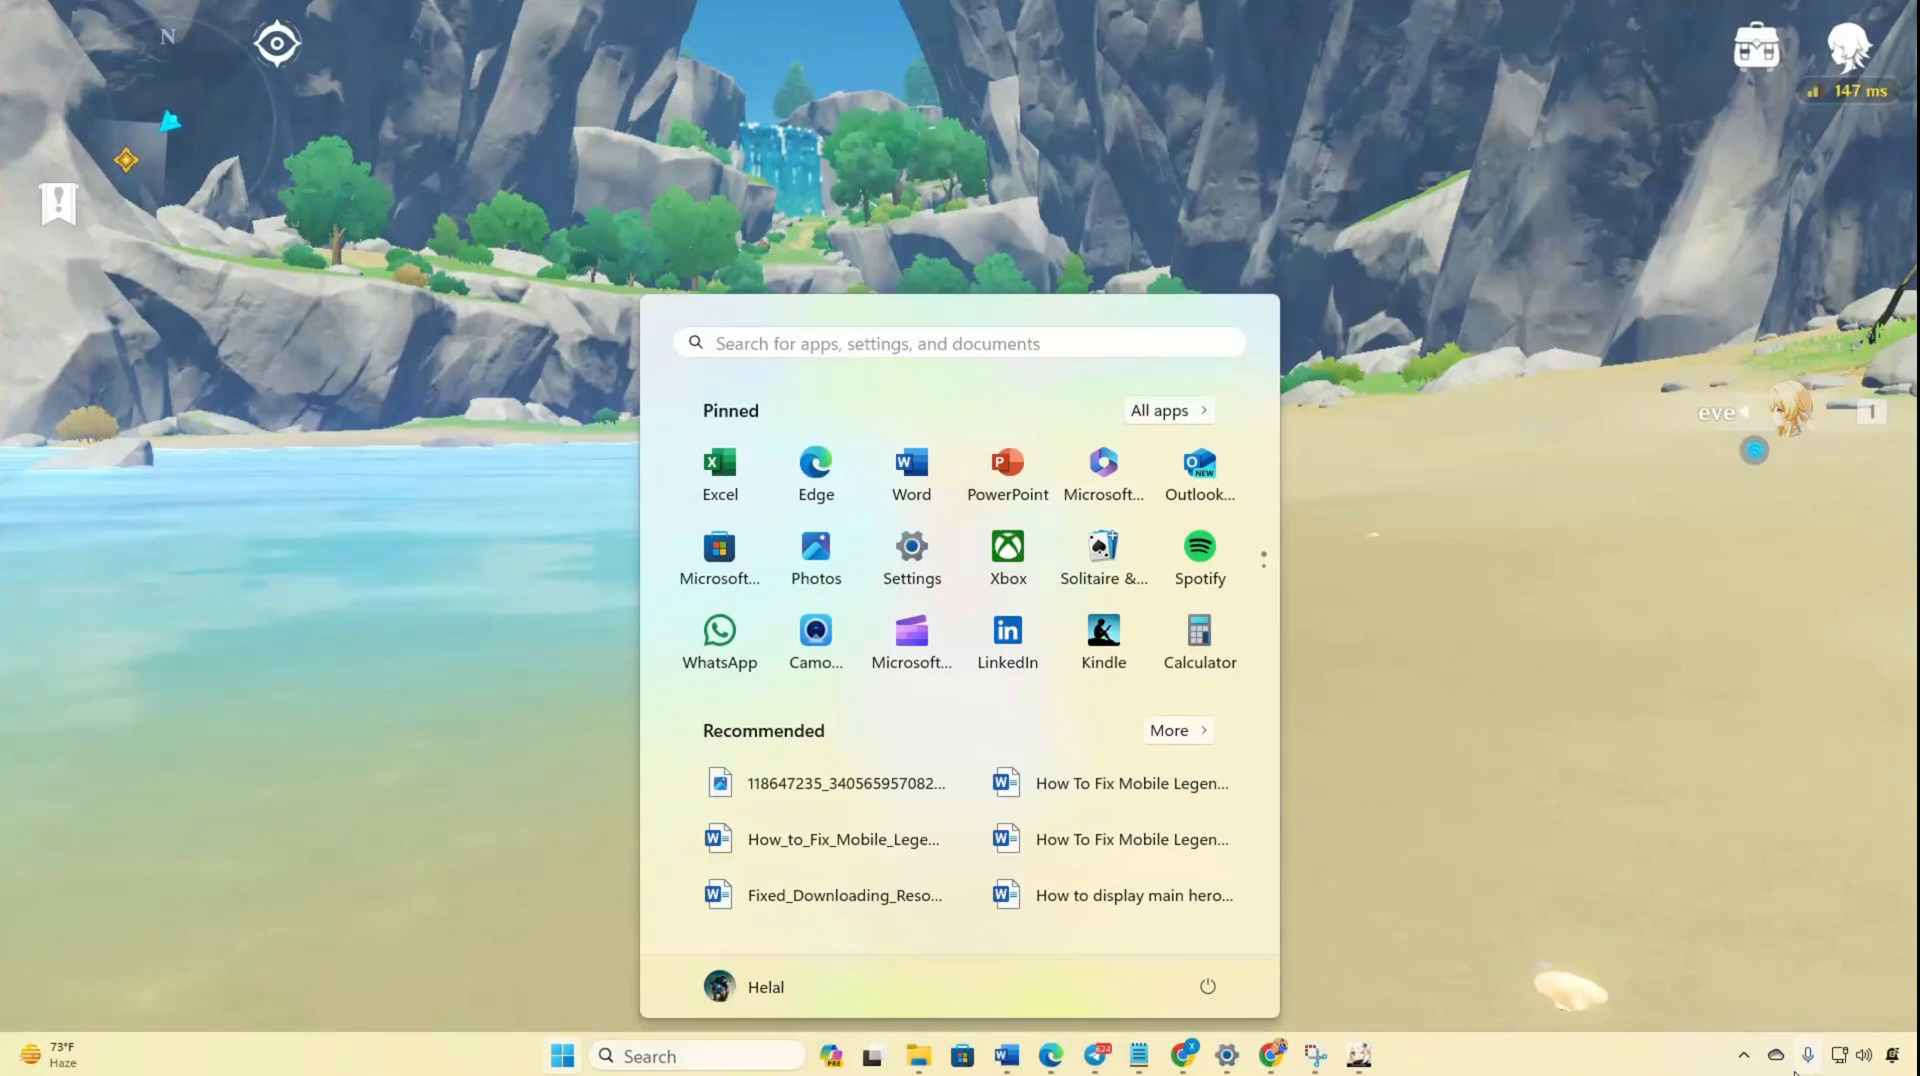 N
147 ms
eve
1
Search for apps, settings, and documents
Pinned
All apps
Excel
Edge
Word
PowerPoint
Microsoft...
Outlook...
Microsoft...
Photos
Settings
Xbox
Solitaire &...
Spotify
WhatsApp
Camo...
Microsoft...
LinkedIn
Kindle
Calculator
Recommended
More
118647235_340565957082...
How To Fix Mobile Legen...
How_to_Fix_Mobile_Lege...
How To Fix Mobile Legen...
Fixed_Downloading_Reso...
How to display main hero...
Helal
73°F
Haze
Search
PRE
624